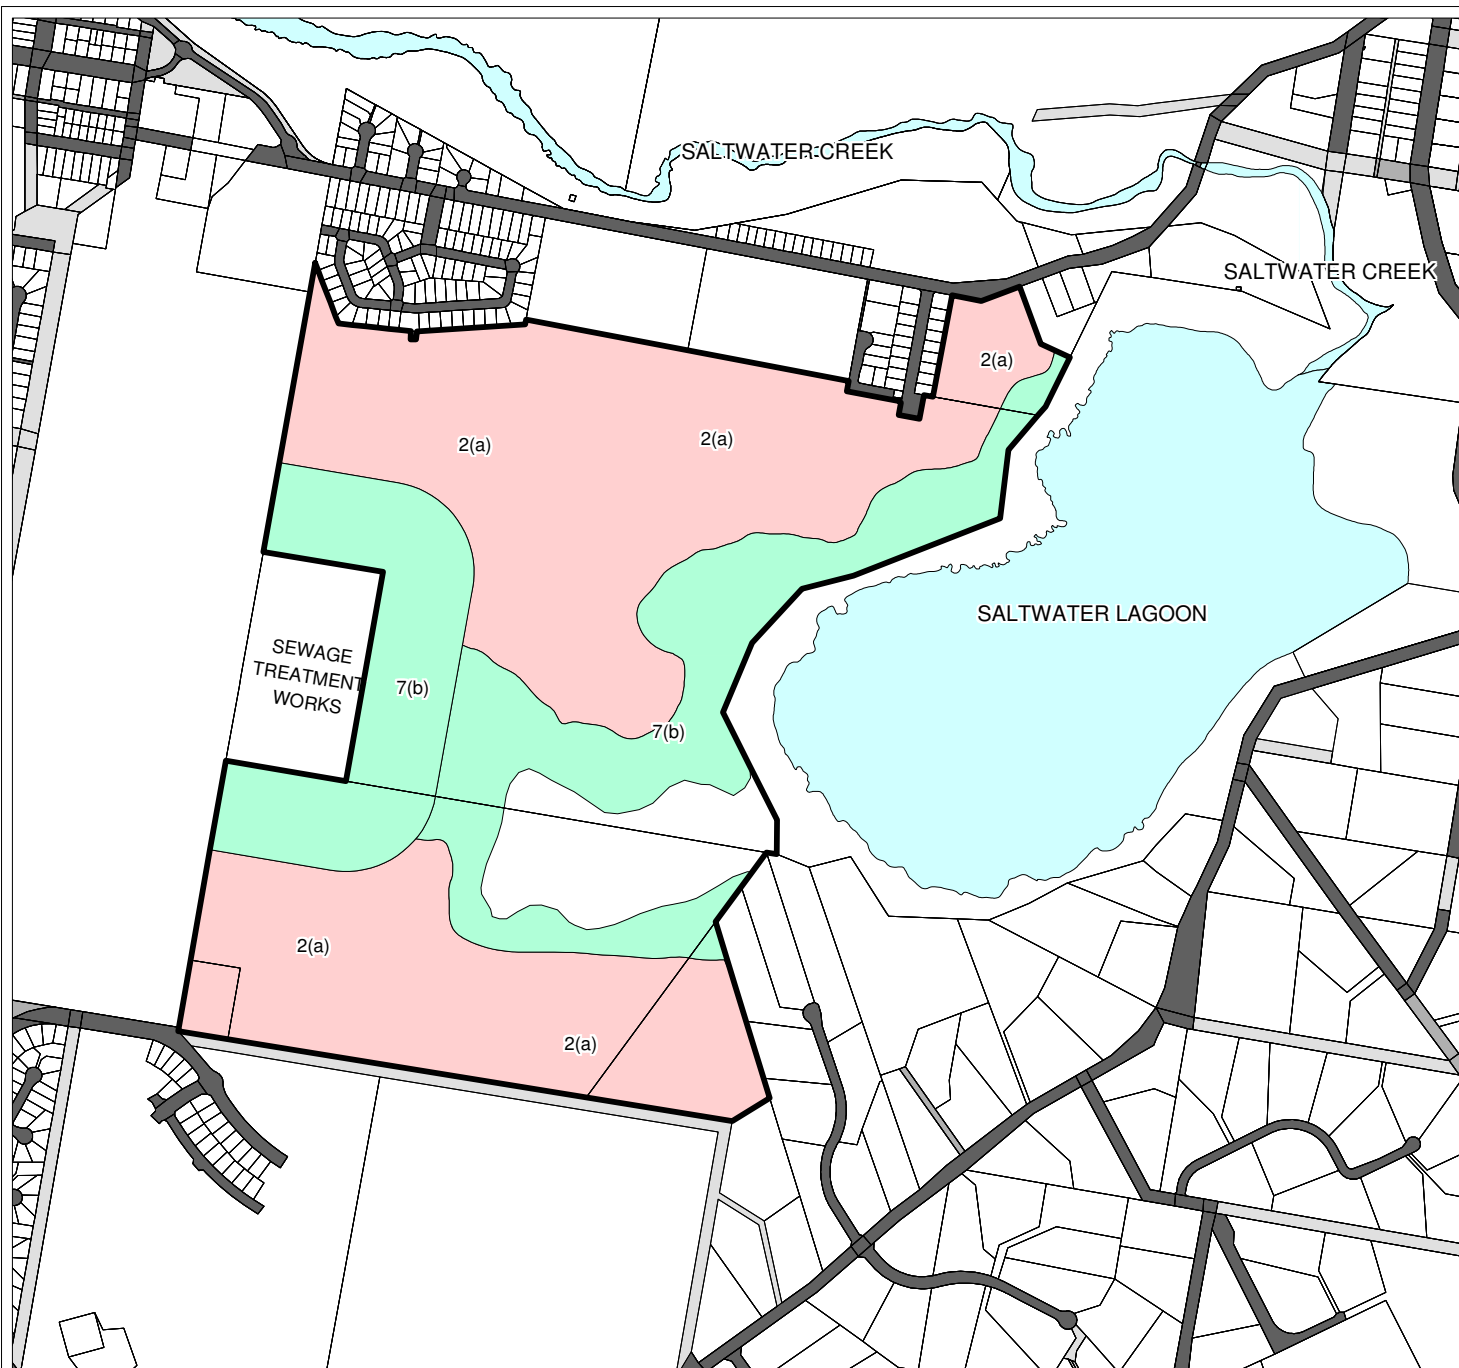 SALTWATER CREEK
SALTWATER CREEK
2(a)
2(a)
2(a)
SALTWATER LAGOON
SEWAGE
TREATMENT
WORKS
7(b)
7(b)
2(a)
2(a)